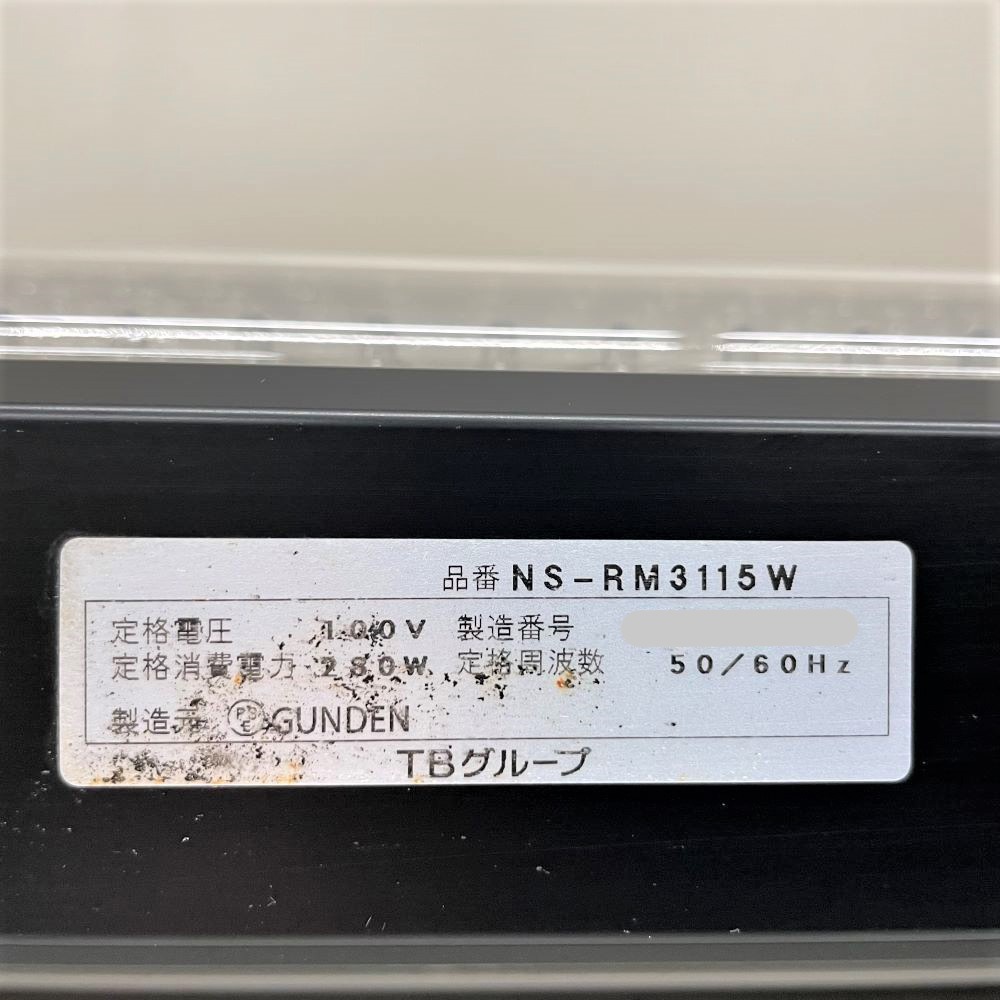 品番 NS-RM3115W
定格電圧 100V 製造番号
定格消費電力 280W 定格周波数 50/60Hz
製造元 PSE GUNDEN
TBグループ